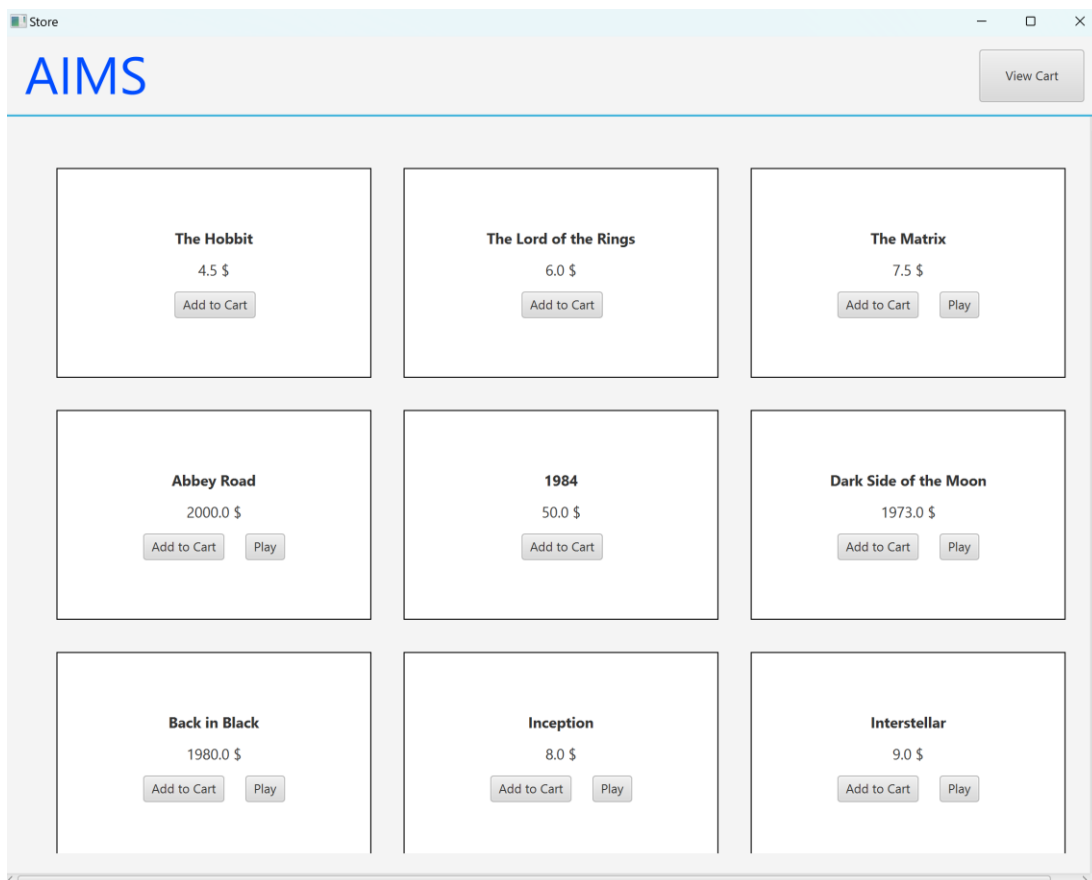 Store
AIMS
View Cart
The Hobbit
4.5 $
Add to Cart
The Lord of the Rings
6.0 $
Add to Cart
The Matrix
7.5 $
Add to Cart Play
Abbey Road
2000.0 $
Add to Cart Play
1984
50.0 $
Add to Cart
Dark Side of the Moon
1973.0 $
Add to Cart Play
Back in Black
1980.0 $
Add to Cart Play
Inception
8.0 $
Add to Cart Play
Interstellar
9.0 $
Add to Cart Play